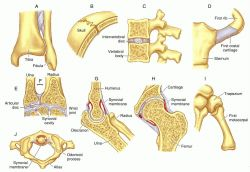 A
B
C
D
First rib
Skull
Intervertebral
disc
Vertebral
body
First costal
cartilage
Sternum
Tibia
Fibula
Ulna
Radius
Humerus
Cartilage
E
F
G
H
I
Articular
disc
Wrist
joint
Synovial
cavity
Synovial
membrane
Radius
Synovial
membrane
Trapezium
First
metacarpal
Ulna
Olecranon
Femur
J
Synovial
membrane
Odontoid
process
Atlas